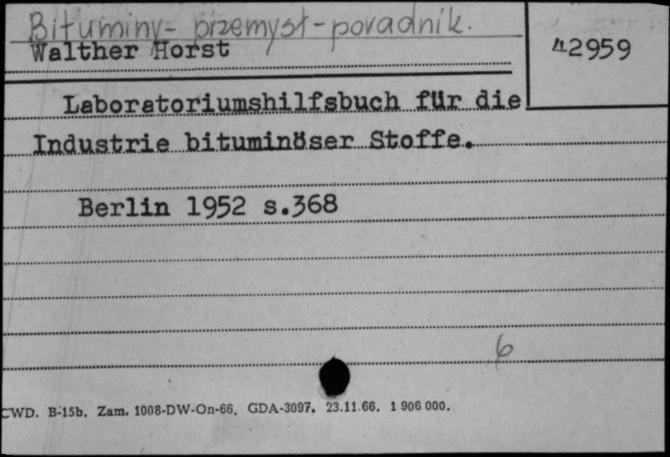 Bituminy - przemysł - poradnik.
Walther Horst
42959
Laboratoriumshilfsbuch für die
Industrie bituminöser Stoffe.
Berlin 1952 s.368
6
CWD. B-15b. Zam. 1008-DW-On-66. GDA-3097. 23.11.66. 1 906 000.